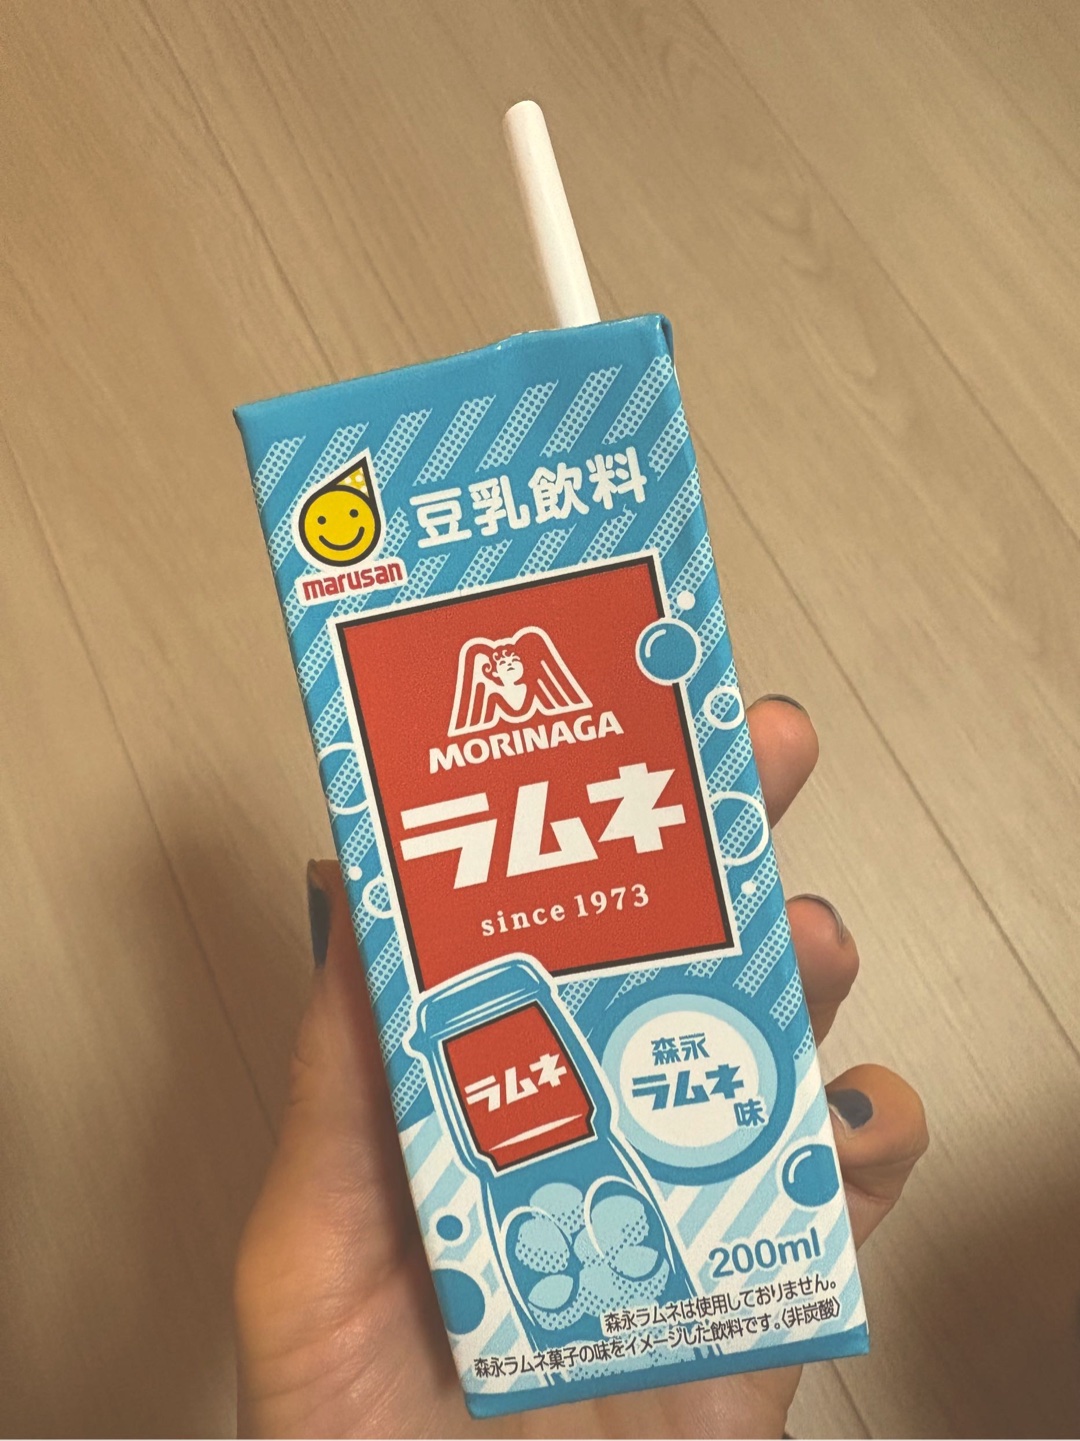 豆乳飲料
marusan
MORINAGA
ラムネ
since 1973
ラムネ
森永
ラムネ
味
200ml
森永ラムネは使用しておりません。
森永ラムネ菓子の味をイメージした飲料です。〈非炭酸〉